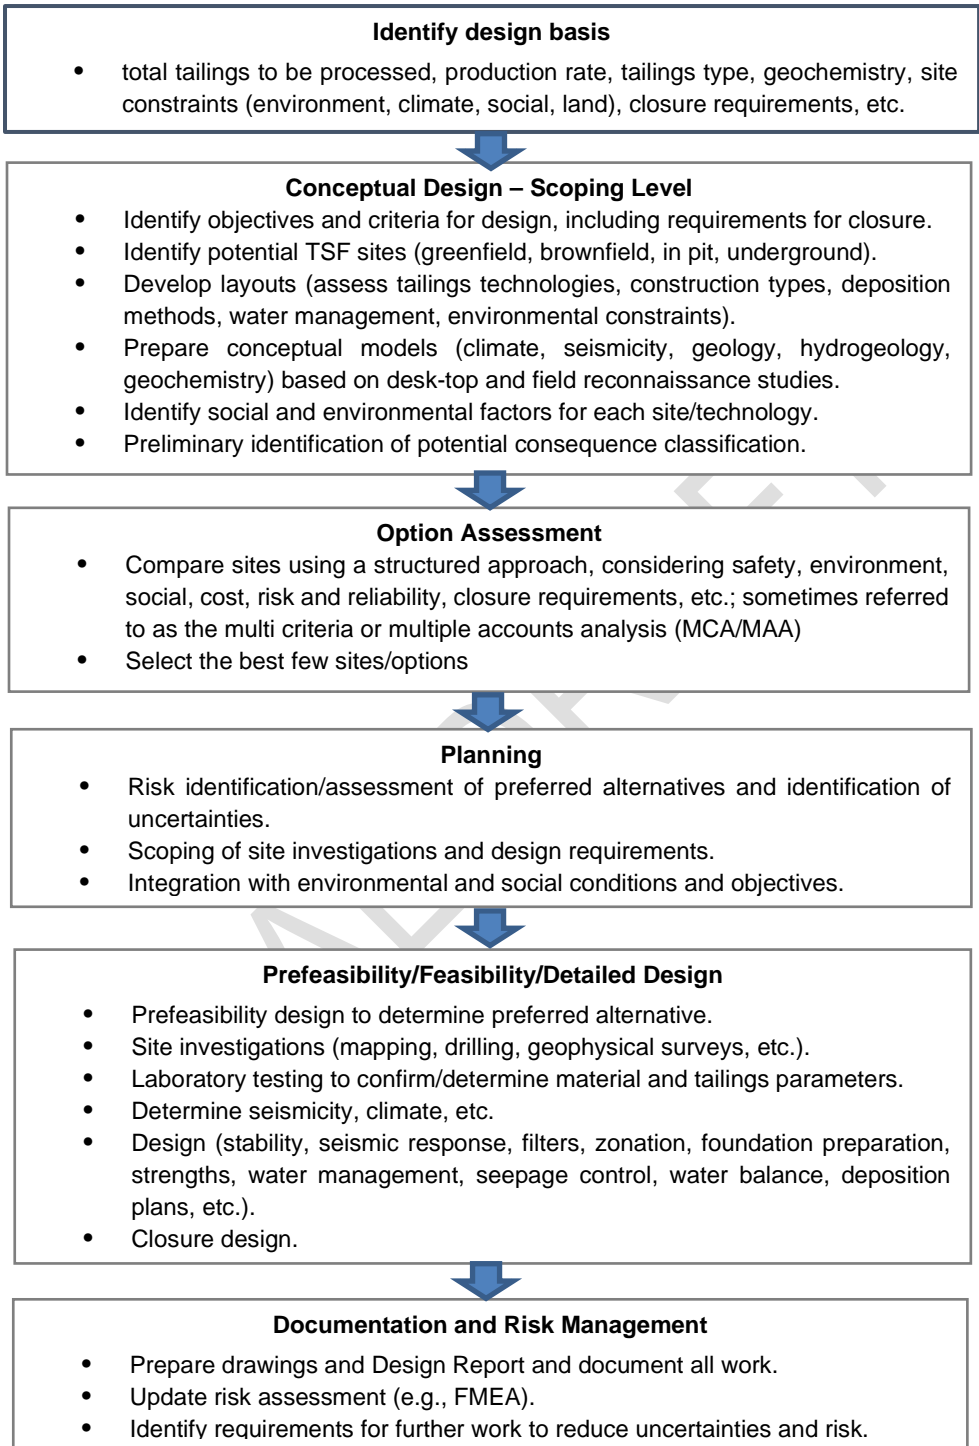 Identify design basis
• total tailings to be processed, production rate, tailings type, geochemistry, site
constraints (environment, climate, social, land), closure requirements, etc.
Conceptual Design – Scoping Level
• Identify objectives and criteria for design, including requirements for closure.
• Identify potential TSF sites (greenfield, brownfield, in pit, underground).
• Develop layouts (assess tailings technologies, construction types, deposition
methods, water management, environmental constraints).
• Prepare conceptual models (climate, seismicity, geology, hydrogeology,
geochemistry) based on desk-top and field reconnaissance studies.
• Identify social and environmental factors for each site/technology.
• Preliminary identification of potential consequence classification.
Option Assessment
• Compare sites using a structured approach, considering safety, environment,
social, cost, risk and reliability, closure requirements, etc.; sometimes referred
to as the multi criteria or multiple accounts analysis (MCA/MAA)
• Select the best few sites/options
Planning
• Risk identification/assessment of preferred alternatives and identification of
uncertainties.
• Scoping of site investigations and design requirements.
• Integration with environmental and social conditions and objectives.
Prefeasibility/Feasibility/Detailed Design
• Prefeasibility design to determine preferred alternative.
• Site investigations (mapping, drilling, geophysical surveys, etc.).
• Laboratory testing to confirm/determine material and tailings parameters.
• Determine seismicity, climate, etc.
• Design (stability, seismic response, filters, zonation, foundation preparation,
strengths, water management, seepage control, water balance, deposition
plans, etc.).
• Closure design.
Documentation and Risk Management
• Prepare drawings and Design Report and document all work.
• Update risk assessment (e.g., FMEA).
• Identify requirements for further work to reduce uncertainties and risk.